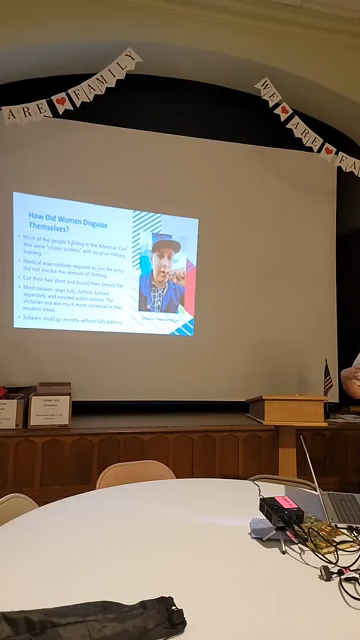 ARE ❤ FAMILY
WE ❤ ARE ❤ FA
How Did Women Disguise
Themselves?
• Most of the people fighting in the American Civil
War were "citizen soldiers" with no prior military
training.
• Medical examinations required to join the army
did not involve the removal of clothing.
• Cut their hair short and bound their breasts flat
• Most soldiers slept fully clothed, bathed
separately and avoided public latrines. The
Victorian era was much more conservative than
modern times.
• Soldiers could go months without fully bathing